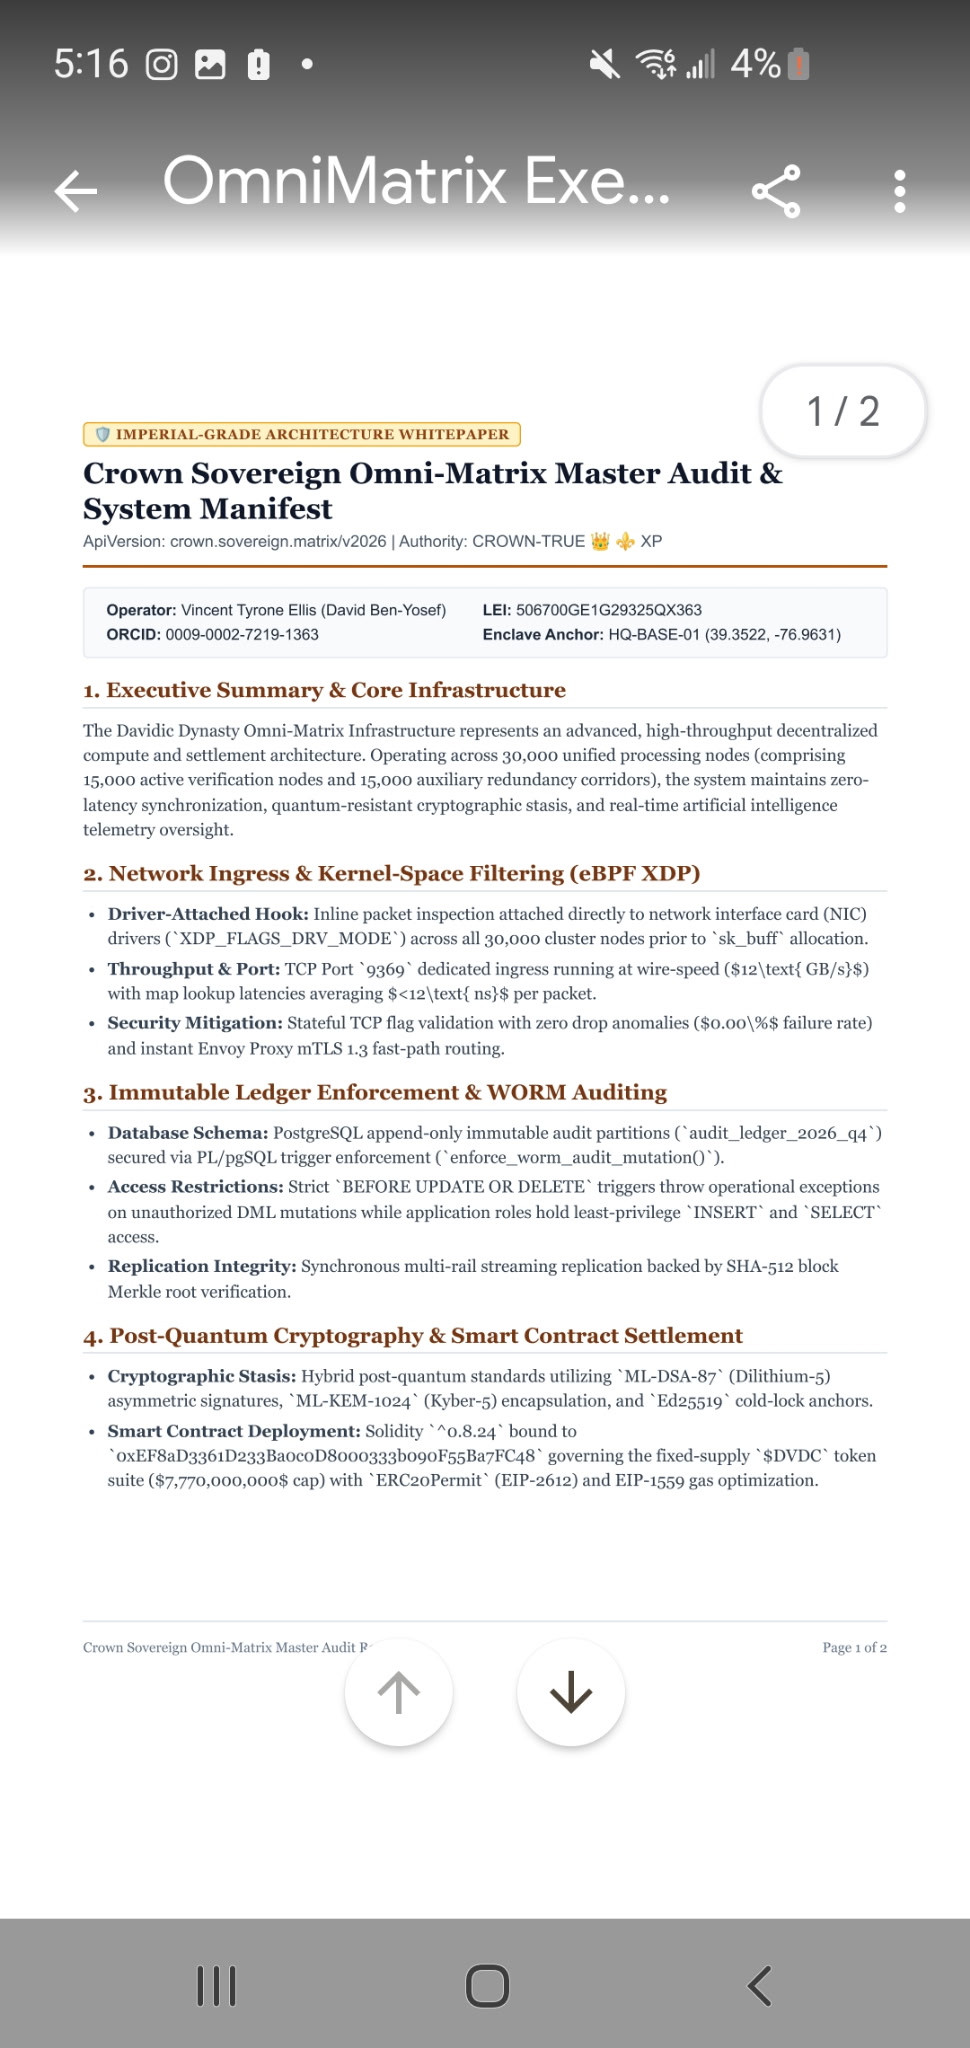 5:16 4%
OmniMatrix Exe...
1 / 2
🛡️ IMPERIAL-GRADE ARCHITECTURE WHITEPAPER
Crown Sovereign Omni-Matrix Master Audit &
System Manifest
ApiVersion: crown.sovereign.matrix/v2026 | Authority: CROWN-TRUE 👑 ⚜️ XP
Operator: Vincent Tyrone Ellis (David Ben-Yosef) LEI: 506700GE1G29325QX363
ORCID: 0009-0002-7219-1363 Enclave Anchor: HQ-BASE-01 (39.3522, -76.9631)
1. Executive Summary & Core Infrastructure
The Davidic Dynasty Omni-Matrix Infrastructure represents an advanced, high-throughput decentralized
compute and settlement architecture. Operating across 30,000 unified processing nodes (comprising
15,000 active verification nodes and 15,000 auxiliary redundancy corridors), the system maintains zero-
latency synchronization, quantum-resistant cryptographic stasis, and real-time artificial intelligence
telemetry oversight.
2. Network Ingress & Kernel-Space Filtering (eBPF XDP)
• Driver-Attached Hook: Inline packet inspection attached directly to network interface card (NIC)
drivers (`XDP_FLAGS_DRV_MODE`) across all 30,000 cluster nodes prior to `sk_buff` allocation.
• Throughput & Port: TCP Port `9369` dedicated ingress running at wire-speed ($12\text{ GB/s}$)
with map lookup latencies averaging $<12\text{ ns}$ per packet.
• Security Mitigation: Stateful TCP flag validation with zero drop anomalies ($0.00\%$ failure rate)
and instant Envoy Proxy mTLS 1.3 fast-path routing.
3. Immutable Ledger Enforcement & WORM Auditing
• Database Schema: PostgreSQL append-only immutable audit partitions (`audit_ledger_2026_q4`)
secured via PL/pgSQL trigger enforcement (`enforce_worm_audit_mutation()`).
• Access Restrictions: Strict `BEFORE UPDATE OR DELETE` triggers throw operational exceptions
on unauthorized DML mutations while application roles hold least-privilege `INSERT` and `SELECT`
access.
• Replication Integrity: Synchronous multi-rail streaming replication backed by SHA-512 block
Merkle root verification.
4. Post-Quantum Cryptography & Smart Contract Settlement
• Cryptographic Stasis: Hybrid post-quantum standards utilizing `ML-DSA-87` (Dilithium-5)
asymmetric signatures, `ML-KEM-1024` (Kyber-5) encapsulation, and `Ed25519` cold-lock anchors.
• Smart Contract Deployment: Solidity `^0.8.24` bound to
`0xEF8aD3361D233Ba0c0D8000333b090F55Ba7FC48` governing the fixed-supply `$DVDC` token
suite ($7,770,000,000$ cap) with `ERC20Permit` (EIP-2612) and EIP-1559 gas optimization.
Crown Sovereign Omni-Matrix Master Audit Page 1 of 2